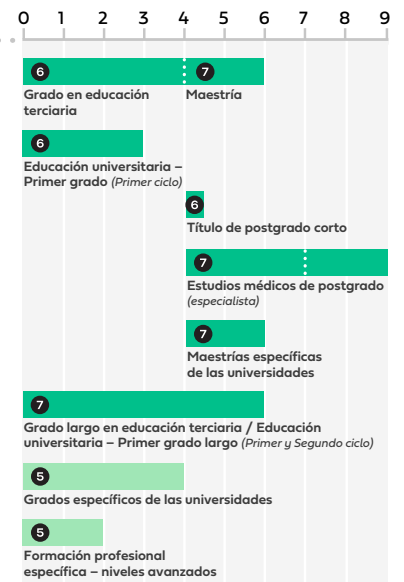 0 1 2 3 4 5 6 7 8 9
6 7
Grado en educación Maestría
terciaria
6
Educación universitaria –
Primer grado (Primer ciclo)
6
Título de postgrado corto
7
Estudios médicos de postgrado
(especialista)
7
Maestrías específicas
de las universidades
7
Grado largo en educación terciaria / Educación
universitaria – Primer grado largo (Primer y Segundo ciclo)
5
Grados específicos de las universidades
5
Formación profesional
específica – niveles avanzados